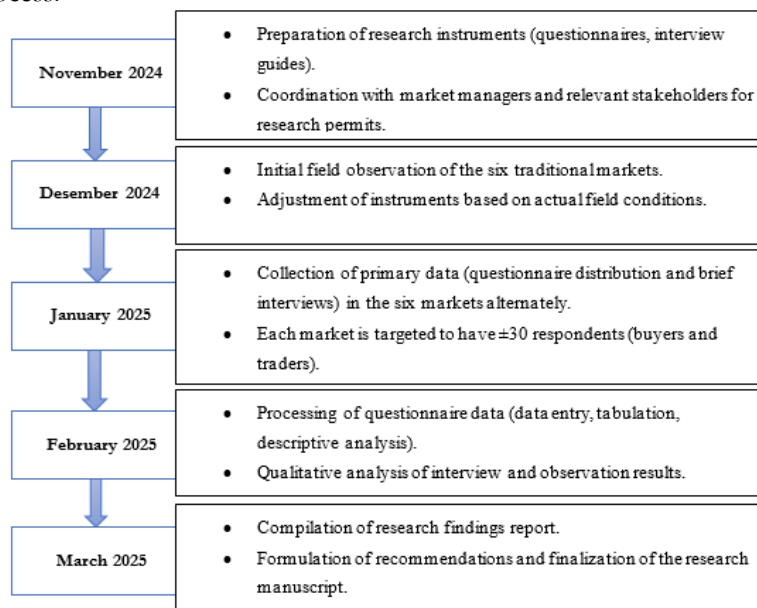 November 2024
• Preparation of research instruments (questionnaires, interview
guides).
• Coordination with market managers and relevant stakeholders for
research permits.
Desember 2024
• Initial field observation of the six traditional markets.
• Adjustment of instruments based on actual field conditions.
January 2025
• Collection of primary data (questionnaire distribution and brief
interviews) in the six markets alternately.
• Each market is targeted to have ±30 respondents (buyers and
traders).
February 2025
• Processing of questionnaire data (data entry, tabulation,
descriptive analysis).
• Qualitative analysis of interview and observation results.
March 2025
• Compilation of research findings report.
• Formulation of recommendations and finalization of the research
manuscript.